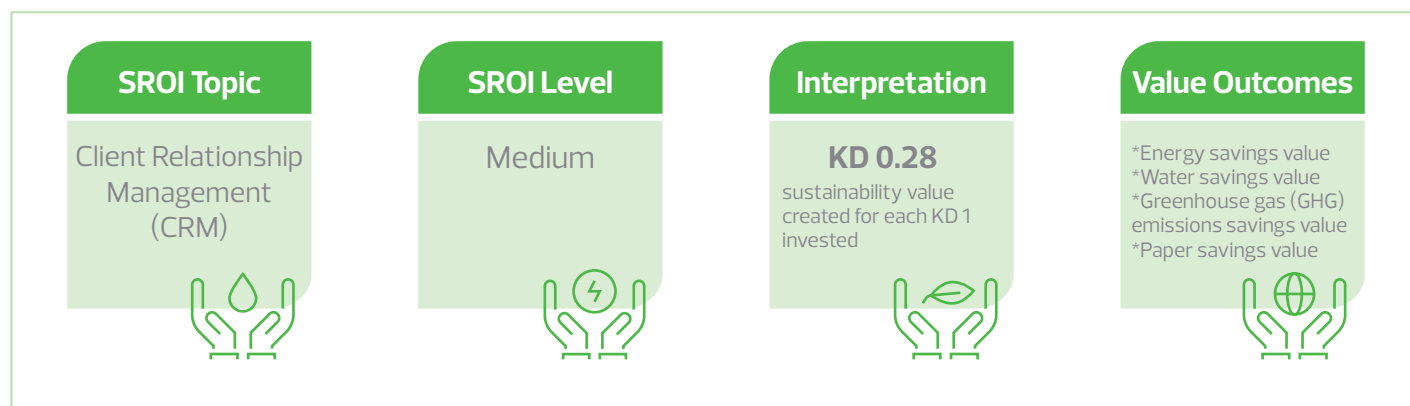 SROI Topic
Client Relationship
Management
(CRM)
SROI Level
Medium
Interpretation
KD 0.28
sustainability value
created for each KD 1
invested
Value Outcomes
*Energy savings value
*Water savings value
*Greenhouse gas (GHG)
emissions savings value
*Paper savings value